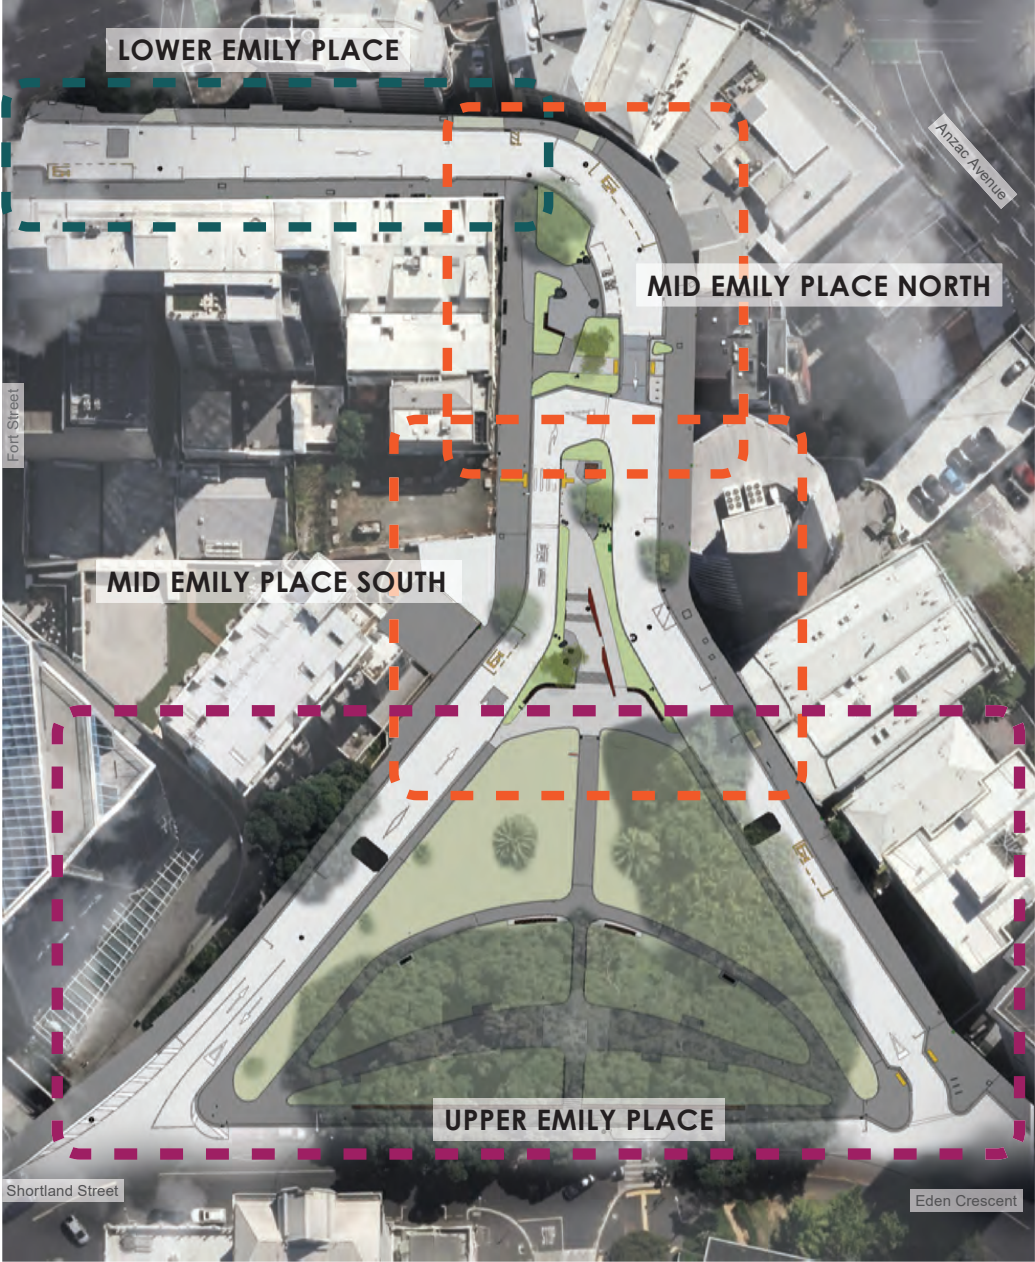 LOWER EMILY PLACE
Anzac Avenue
MID EMILY PLACE NORTH
Fort Street
MID EMILY PLACE SOUTH
UPPER EMILY PLACE
Shortland Street
Eden Crescent
STOP